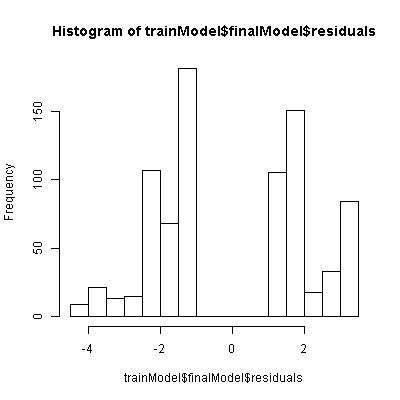 Histogram of trainModel$finalModel$residuals
Frequency
150
100
50
0
-4 -2 0 2
trainModel$finalModel$residuals